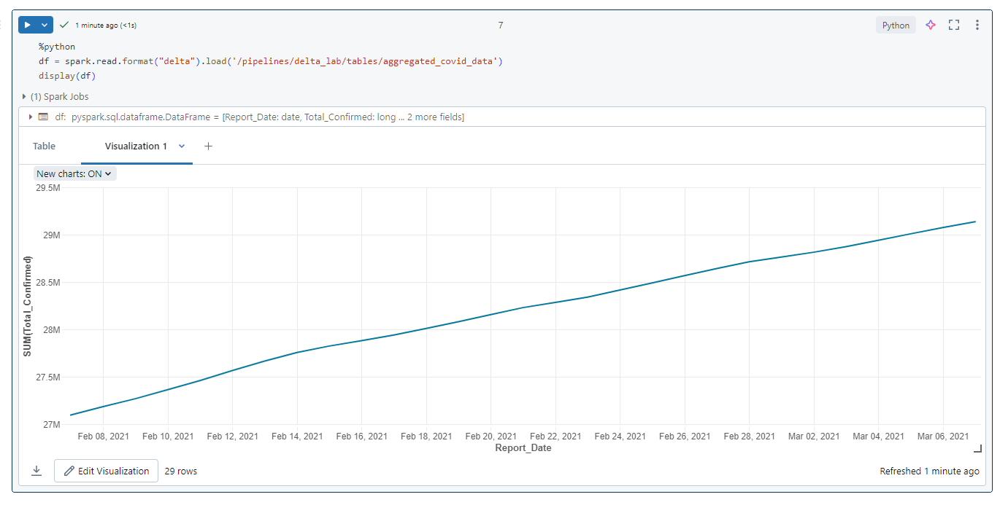 1 minute ago (<1s)
7
Python
%python
df = spark.read.format("delta").load('/pipelines/delta_lab/tables/aggregated_covid_data')
display(df)
(1) Spark Jobs
df: pyspark.sql.dataframe.DataFrame = [Report_Date: date, Total_Confirmed: long ... 2 more fields]
Table
Visualization 1
+
New charts: ON
29.5M
29M
28.5M
28M
27.5M
27M
SUM(Total_Confirmed)
Feb 08, 2021 Feb 10, 2021 Feb 12, 2021 Feb 14, 2021 Feb 16, 2021 Feb 18, 2021 Feb 20, 2021 Feb 22, 2021 Feb 24, 2021 Feb 26, 2021 Feb 28, 2021 Mar 02, 2021 Mar 04, 2021 Mar 06, 2021
Report_Date
Edit Visualization
29 rows
Refreshed 1 minute ago